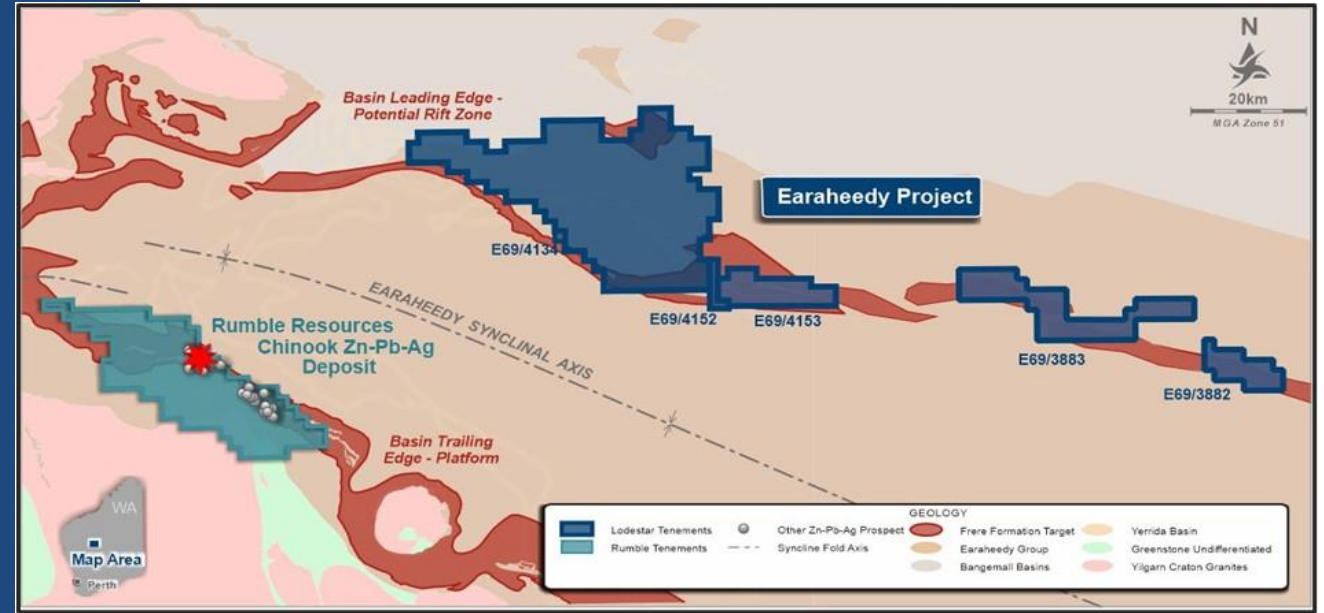 N
20km
MGA Zone 51
Basin Leading Edge -
Potential Rift Zone
Earaheedy Project
E69/4134
E69/4152
E69/4153
E69/3883
E69/3882
EARAHEEDY SYNCLINAL AXIS
Rumble Resources
Chinook Zn-Pb-Ag
Deposit
Basin Trailing
Edge - Platform
WA
Map Area
Perth
GEOLOGY
Lodestar Tenements
Other Zn-Pb-Ag Prospect
Frere Formation Target
Yerrida Basin
Rumble Tenements
Syncline Fold Axis
Earaheedy Group
Greenstone Undifferentiated
Bangemall Basins
Yilgarn Craton Granites